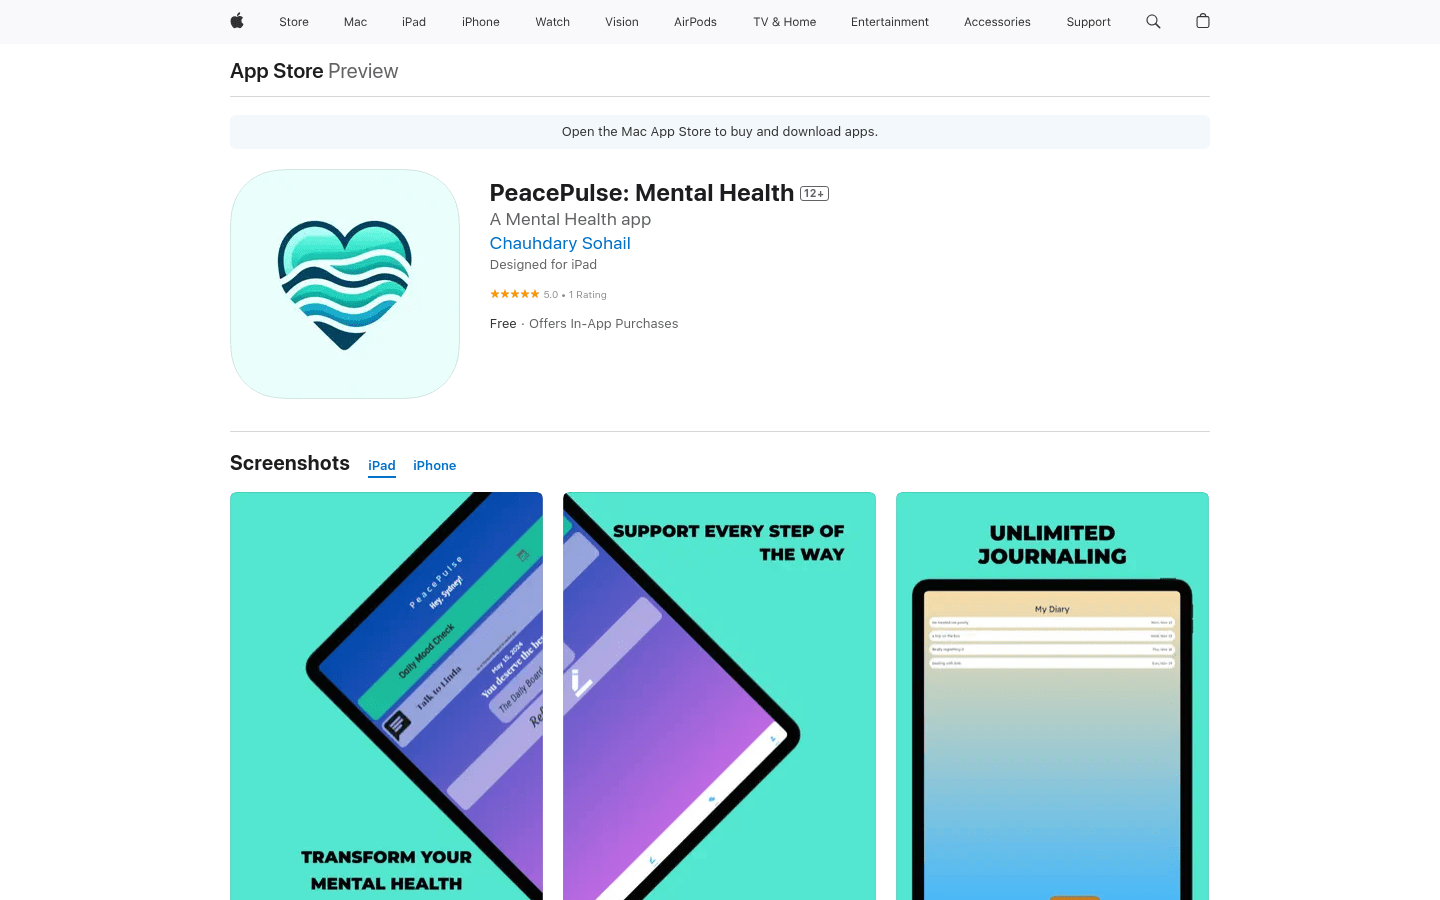 Store
Mac
iPad
iPhone
Watch
Vision
AirPods
TV & Home
Entertainment
Accessories
Support
App Store Preview
Open the Mac App Store to buy and download apps.
PeacePulse: Mental Health 12+
A Mental Health app
Chauhdary Sohail
Designed for iPad
5.0 • 1 Rating
Free · Offers In-App Purchases
Screenshots
iPad
iPhone
PeacePulse
Hey, Sydney!
Daily Mood Check
Talk to Linda
May 15, 2024
You deserve the be
The Daily Board
TRANSFORM YOUR
MENTAL HEALTH
SUPPORT EVERY STEP OF
THE WAY
UNLIMITED
JOURNALING
My Diary